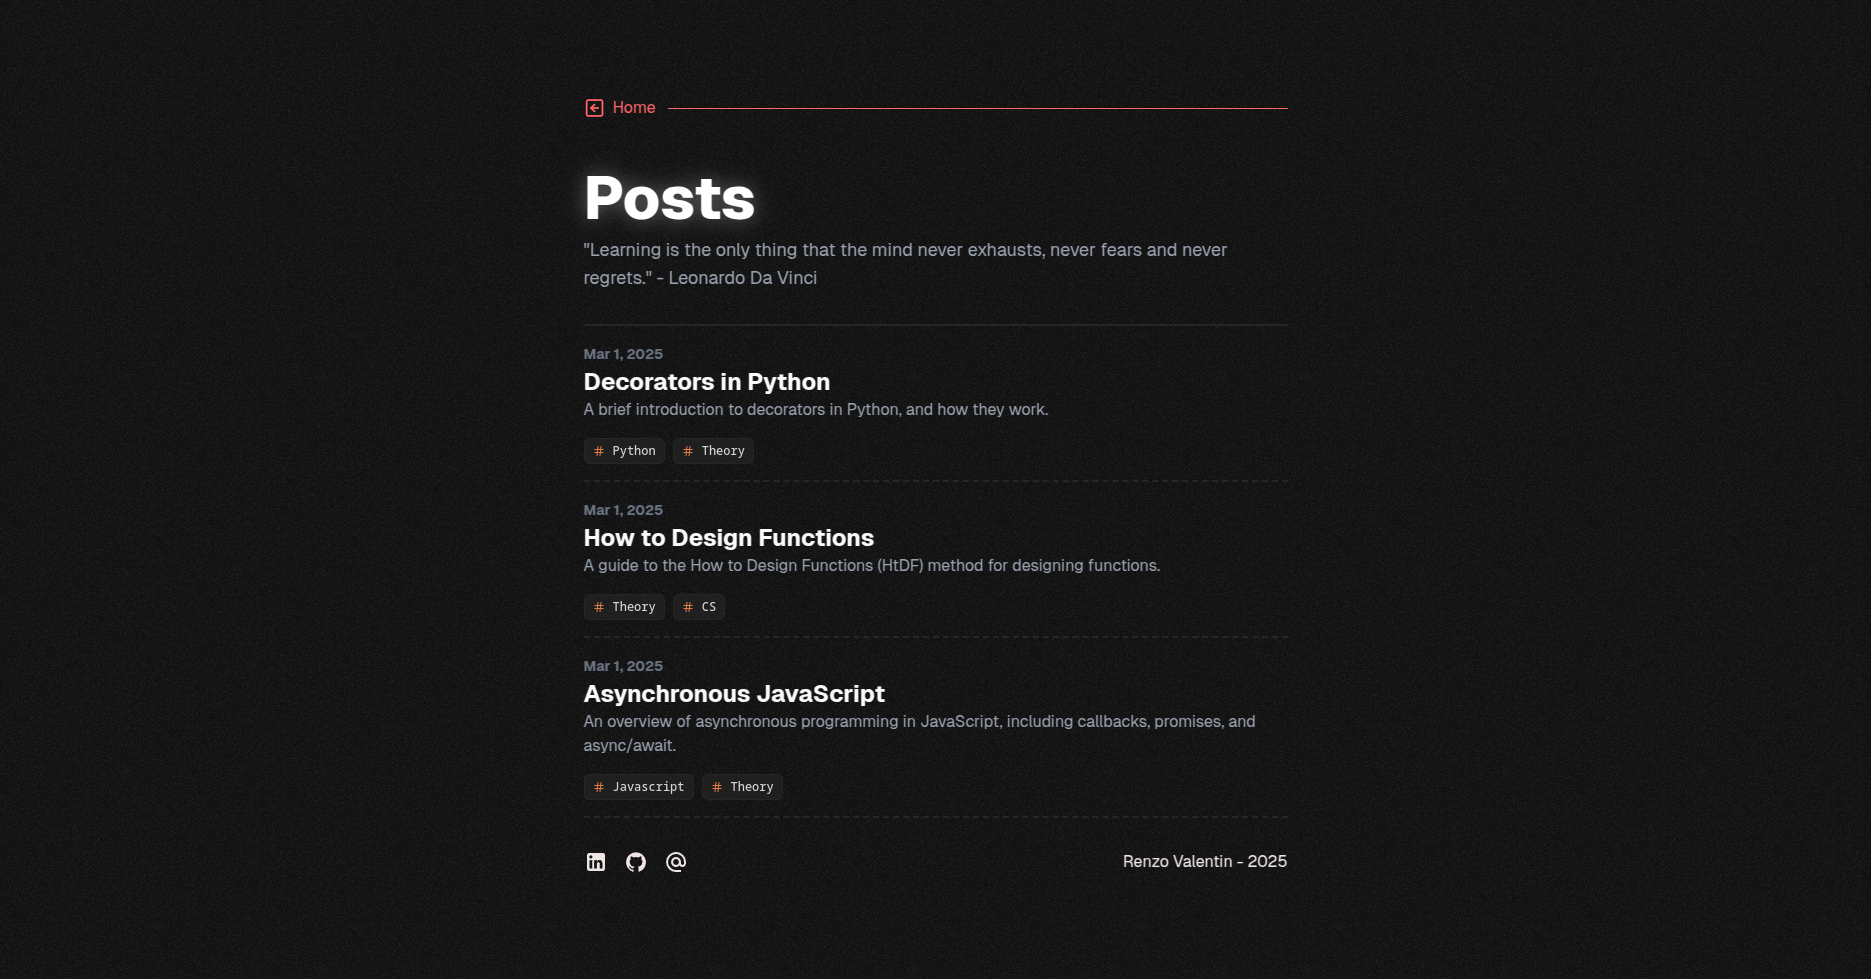 Home
Posts
"Learning is the only thing that the mind never exhausts, never fears and never
regrets." - Leonardo Da Vinci
Mar 1, 2025
Decorators in Python
A brief introduction to decorators in Python, and how they work.
# Python # Theory
Mar 1, 2025
How to Design Functions
A guide to the How to Design Functions (HtDF) method for designing functions.
# Theory # CS
Mar 1, 2025
Asynchronous JavaScript
An overview of asynchronous programming in JavaScript, including callbacks, promises, and
async/await.
# Javascript # Theory
Renzo Valentin - 2025